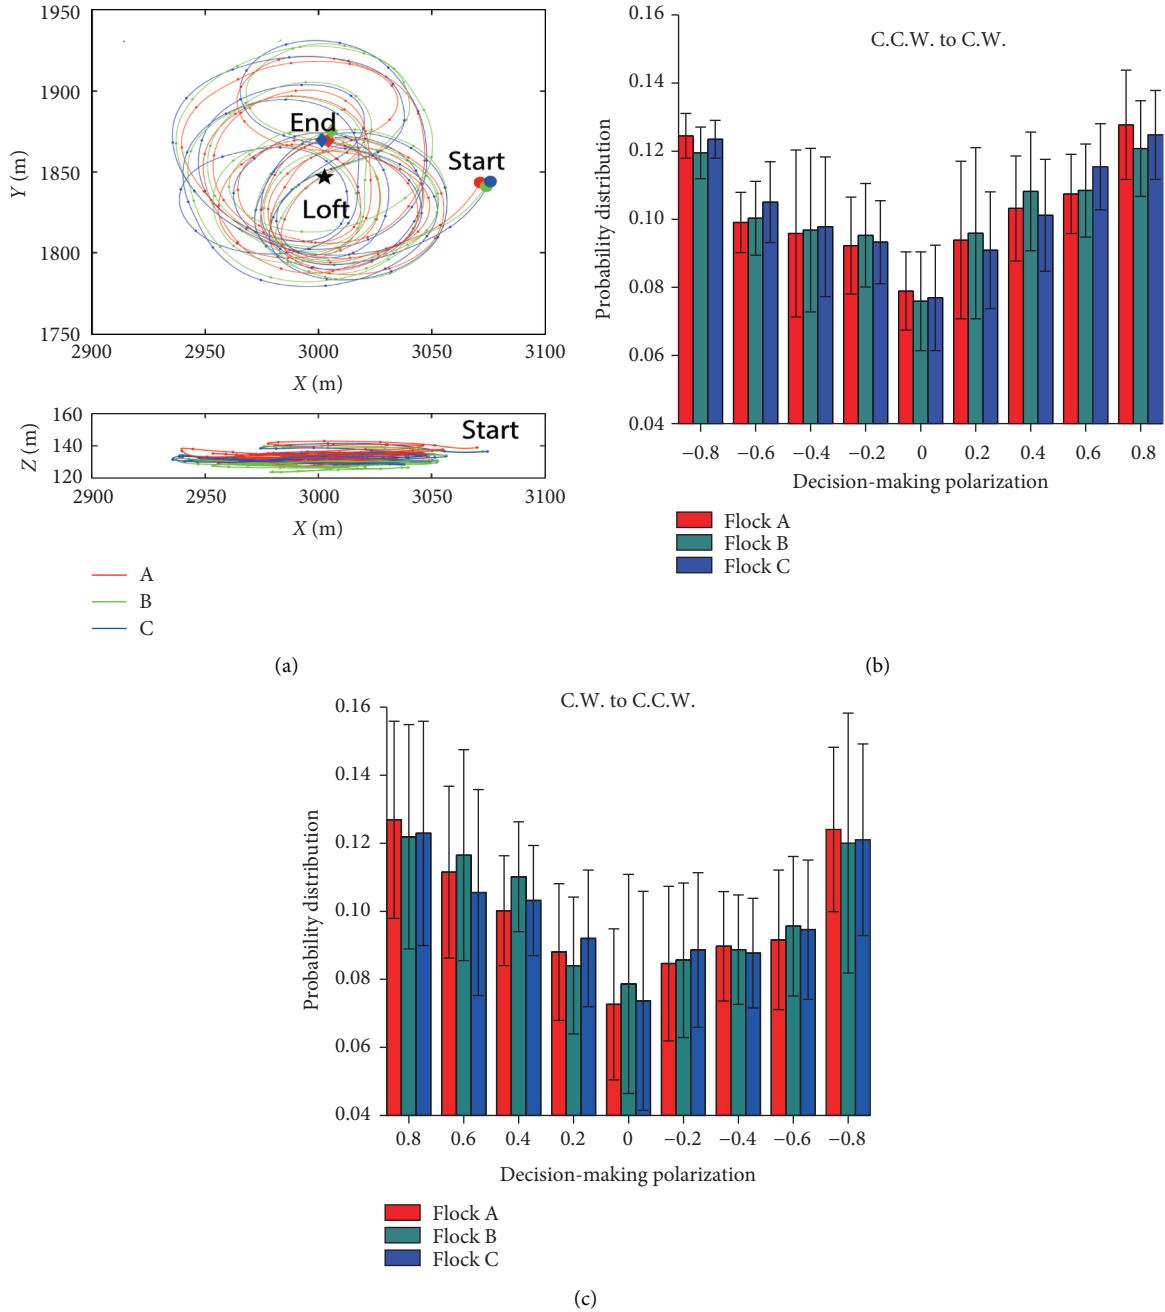 1950
1900
1850
1800
1750
Y (m)
End
Start
Loft
2900 2950 3000 3050 3100
X (m)
160
140
120
Z (m)
Start
2900 2950 3000 3050 3100
X (m)
A
B
C
(a)
C.C.W. to C.W.
0.16
0.14
0.12
0.10
0.08
0.06
0.04
Probability distribution
−0.8 −0.6 −0.4 −0.2 0 0.2 0.4 0.6 0.8
Decision-making polarization
Flock A
Flock B
Flock C
(b)
C.W. to C.C.W.
0.16
0.14
0.12
0.10
0.08
0.06
0.04
Probability distribution
0.8 0.6 0.4 0.2 0 −0.2 −0.4 −0.6 −0.8
Decision-making polarization
Flock A
Flock B
Flock C
(c)